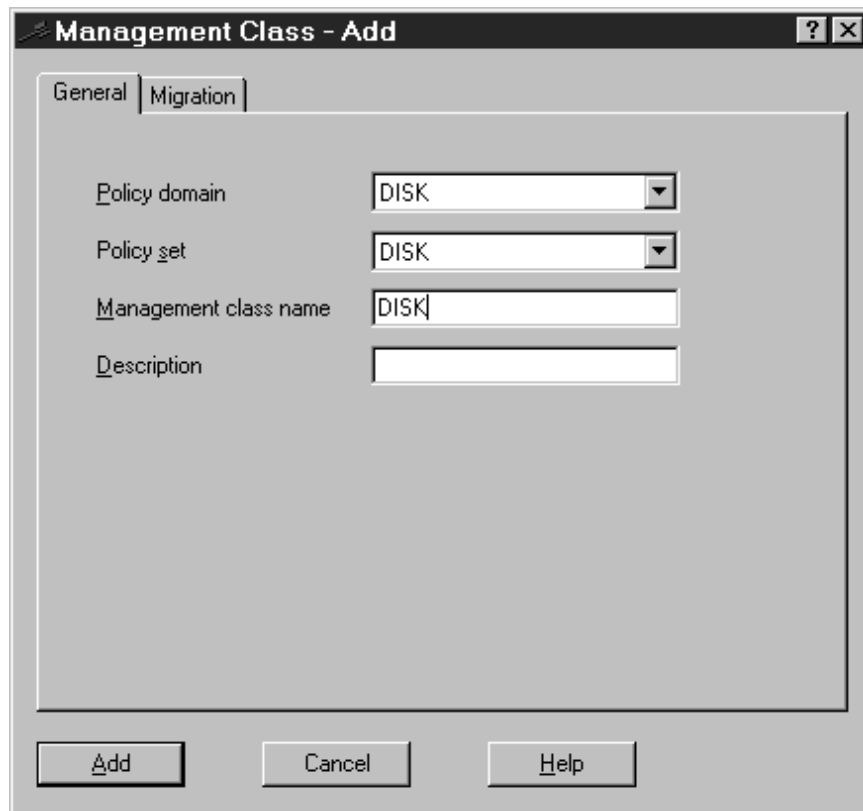 Management Class - Add
General Migration
Policy domain DISK
Policy set DISK
Management class name DISK
Description
Add Cancel Help